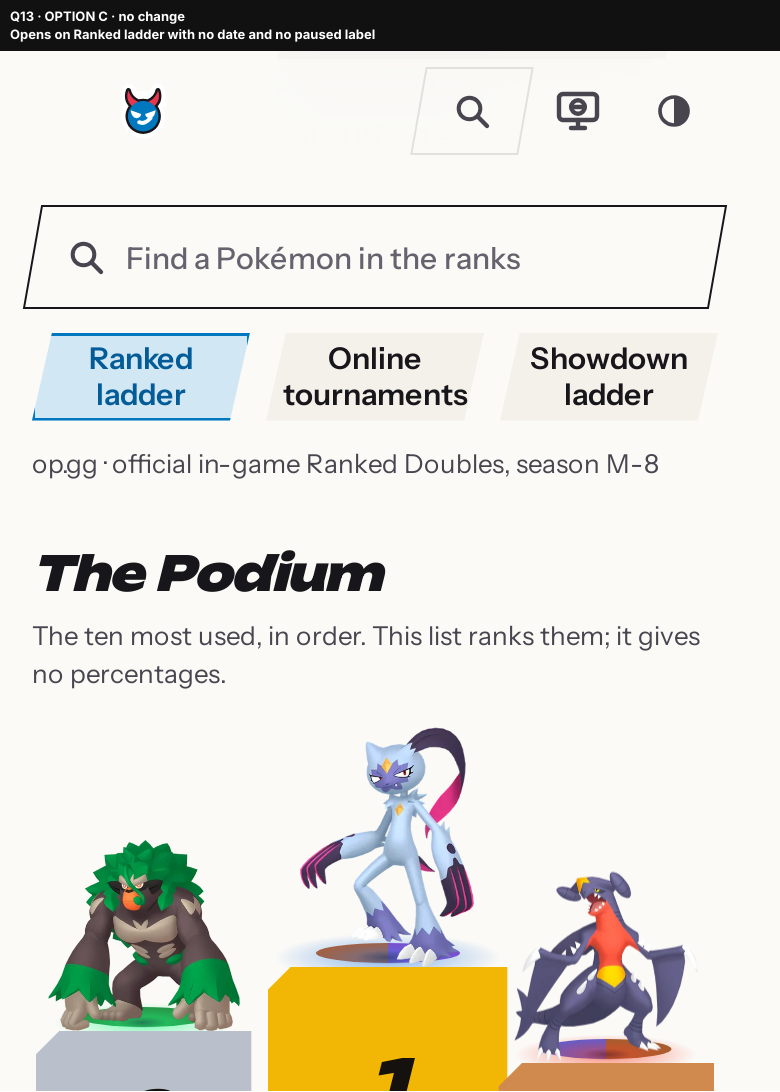 Q13 · OPTION C · no change
Opens on Ranked ladder with no date and no paused label
Find a Pokémon in the ranks
Ranked
ladder
Online
tournaments
Showdown
ladder
op.gg · official in-game Ranked Doubles, season M-8
The Podium
The ten most used, in order. This list ranks them; it gives
no percentages.
1